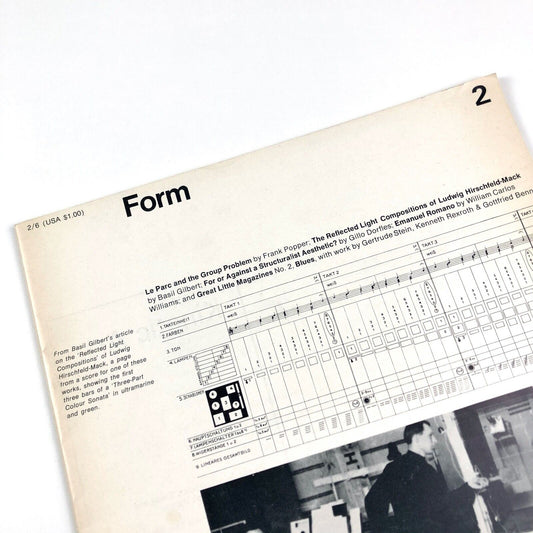 2
2/6 (USA $1.00)
Form
Le Parc and the Group Problem by Frank Popper; The Reflected Light Compositions of Ludwig Hirschfeld-Mack
by Basil Gilbert; For or Against a Structuralist Aesthetic? by Gillo Dorfles; Emanuel Romano by William Carlos
Williams; and Great Little Magazines No. 2, Blues, with work by Gertrude Stein, Kenneth Rexroth & Gottfried Benn
From Basil Gilbert's article
on the 'Reflected Light
Compositions' of Ludwig
Hirschfeld-Mack, a page
from a score for one of these
works, showing the first
three bars of a 'Three-Part
Colour Sonata' in ultramarine
and green.
TAKT 1
TAKT 2
TAKT 3
1.TAKTEINHEIT
2.FARBEN
weiß
weiß
weiß
3.TON
4.LAMPEN
6. HAUPTSCHALTUNG
7.LAMPENSCHALTER
8.WIDERSTÄNDE
9. LINEARES GESAMTBILD